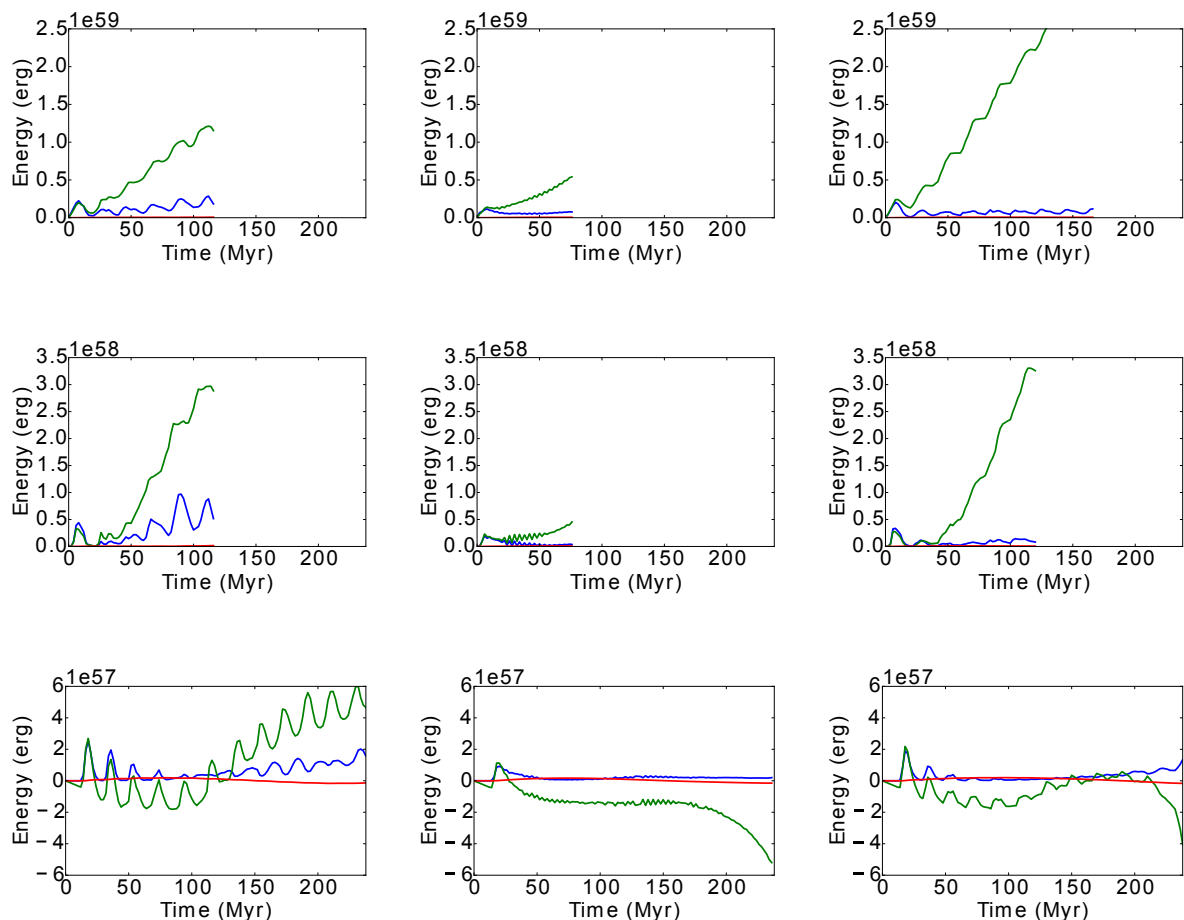 1e59 1e59 1e59
2.5 2.5 2.5
2.0 2.0 2.0
1.5 1.5 1.5
1.0 1.0 1.0
0.5 0.5 0.5
0.0 0.0 0.0
Energy (erg) Energy (erg) Energy (erg)
0 50 100 150 200 0 50 100 150 200 0 50 100 150 200
Time (Myr) Time (Myr) Time (Myr)
1e58 1e58 1e58
3.5 3.5 3.5
3.0 3.0 3.0
2.5 2.5 2.5
2.0 2.0 2.0
1.5 1.5 1.5
1.0 1.0 1.0
0.5 0.5 0.5
0.0 0.0 0.0
Energy (erg) Energy (erg) Energy (erg)
0 50 100 150 200 0 50 100 150 200 0 50 100 150 200
Time (Myr) Time (Myr) Time (Myr)
1e57 1e57 1e57
6 6 6
4 4 4
2 2 2
0 0 0
−2 −2 −2
−4 −4 −4
−6 −6 −6
Energy (erg) Energy (erg) Energy (erg)
0 50 100 150 200 0 50 100 150 200 0 50 100 150 200
Time (Myr) Time (Myr) Time (Myr)